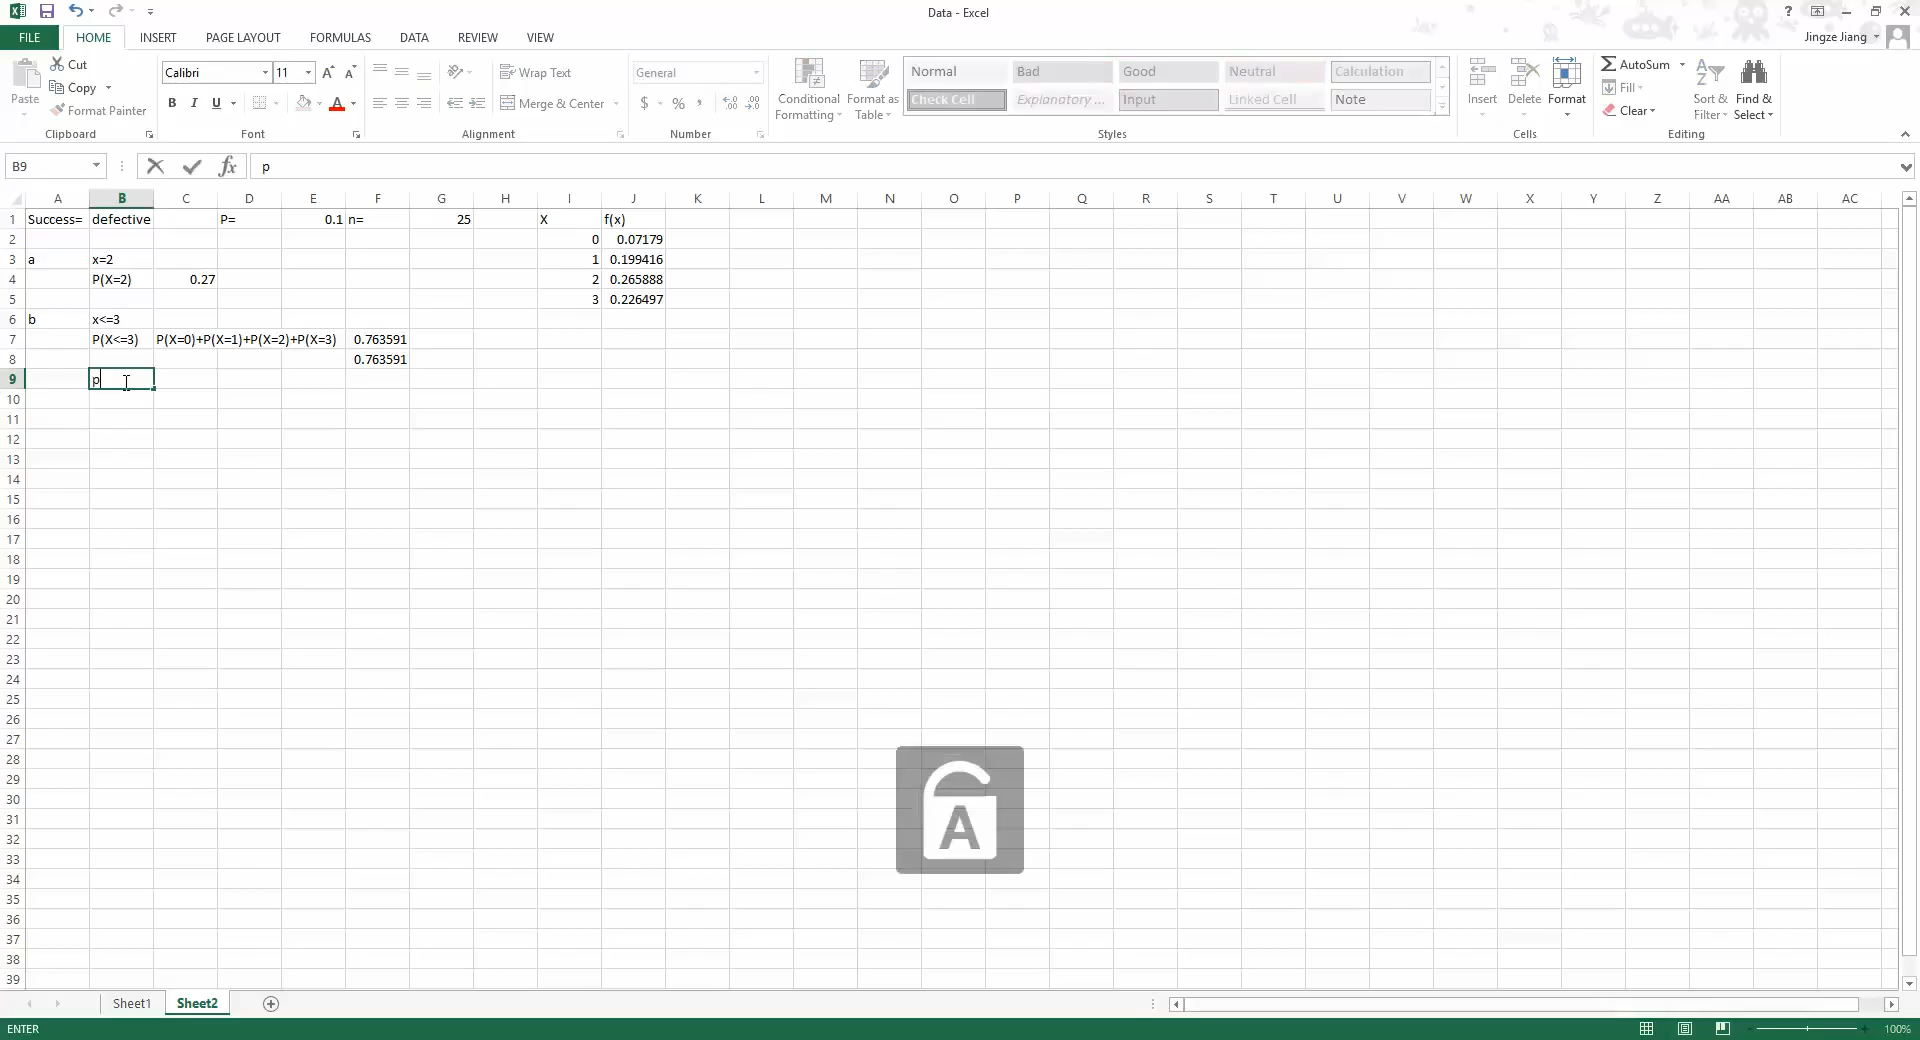 Data - Excel
?
FILE HOME INSERT PAGE LAYOUT FORMULAS DATA REVIEW VIEW Jingze Jiang
Paste Cut Copy Format Painter
Calibri 11 A A
B I U A
Wrap Text
Merge & Center
General
$ %
Conditional Formatting
Format as Table
Normal Bad Good Neutral Calculation
Check Cell Explanatory ... Input Linked Cell Note
Insert Delete Format
AutoSum
Fill
Clear
Sort & Filter
Find & Select
Clipboard Font Alignment Number Styles Cells Editing
B9 fx p
A B C D E F G H I J K L M N O P Q R S T U V W X Y Z AA AB AC
1 Success= defective P= 0.1 n= 25 X f(x)
2 0 0.07179
3 a x=2 1 0.199416
4 P(X=2) 0.27 2 0.265888
5 3 0.226497
6 b x<=3
7 P(X<=3) P(X=0)+P(X=1)+P(X=2)+P(X=3) 0.763591
8 0.763591
9 p
10
11
12
13
14
15
16
17
18
19
20
21
22
23
24
25
26
27
28
29
30
31
32
33
34
35
36
37
38
39
A
Sheet1 Sheet2
ENTER 100%